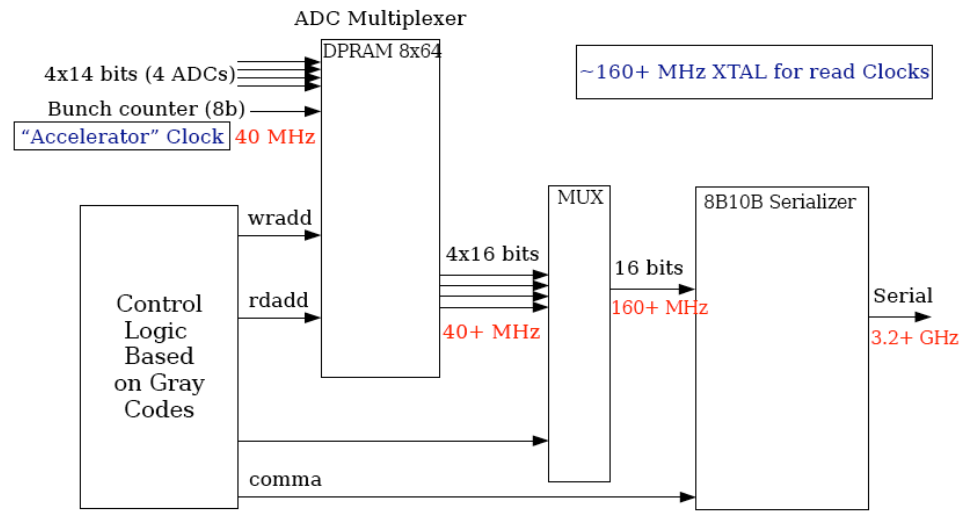 ADC Multiplexer
DPRAM 8x64
4x14 bits (4 ADCs)
~160+ MHz XTAL for read Clocks
Bunch counter (8b)
“Accelerator” Clock
40 MHz
MUX
8B10B Serializer
wradd
4x16 bits
16 bits
Control
Logic
Based
on Gray
Codes
rdadd
Serial
160+ MHz
40+ MHz
3.2+ GHz
comma